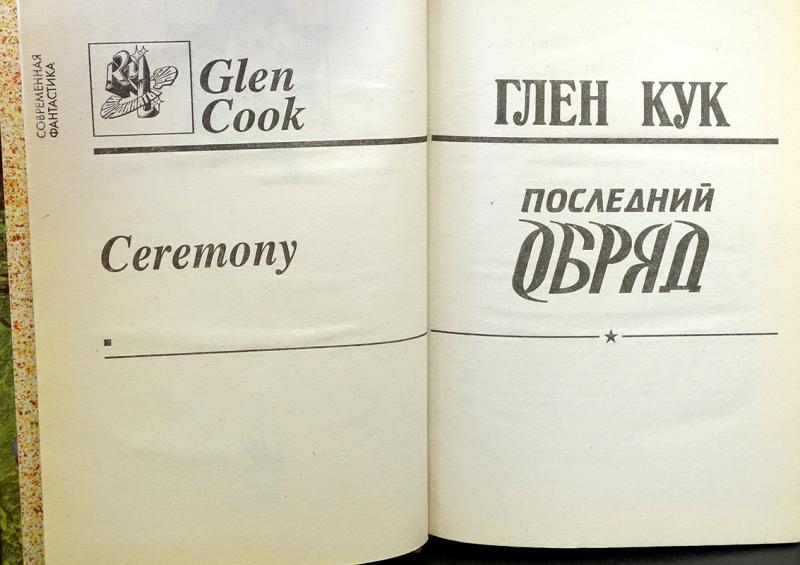 СОВРЕМЕННАЯ
ФАНТАСТИКА
Glen
Cook
Ceremony
ГЛЕН КУК
ПОСЛЕДНИЙ
ОБРЯД